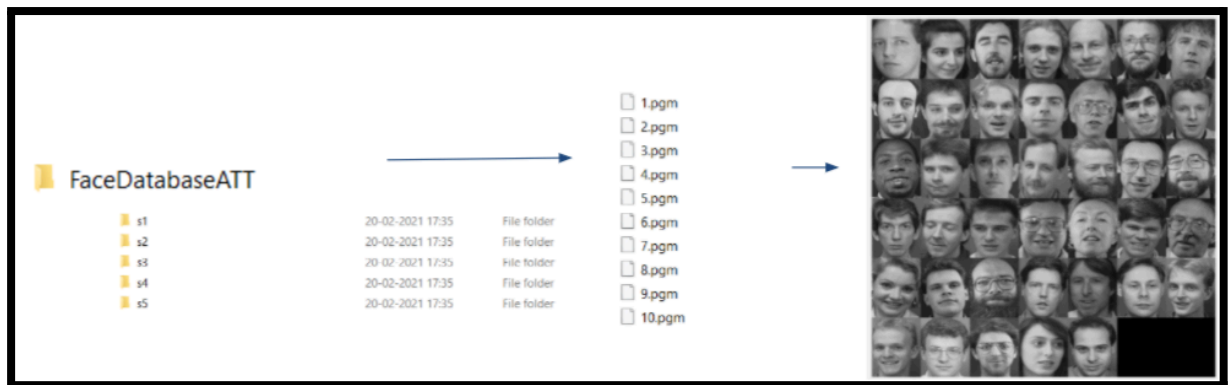 FaceDatabaseATT
s1 20-02-2021 17:35 File folder
s2 20-02-2021 17:35 File folder
s3 20-02-2021 17:35 File folder
s4 20-02-2021 17:35 File folder
s5 20-02-2021 17:35 File folder
1.pgm
2.pgm
3.pgm
4.pgm
5.pgm
6.pgm
7.pgm
8.pgm
9.pgm
10.pgm